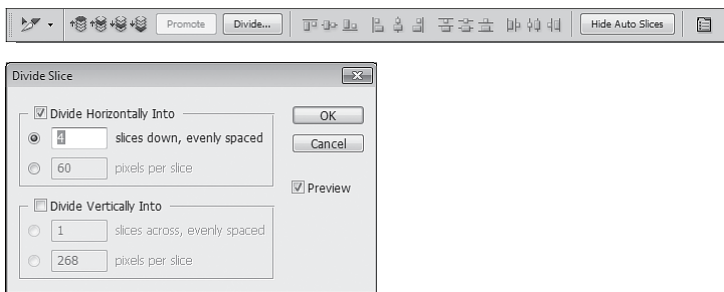 Promote Divide... Hide Auto Slices
Divide Slice
Divide Horizontally Into
OK
4 slices down, evenly spaced
Cancel
60 pixels per slice
Preview
Divide Vertically Into
1 slices across, evenly spaced
268 pixels per slice